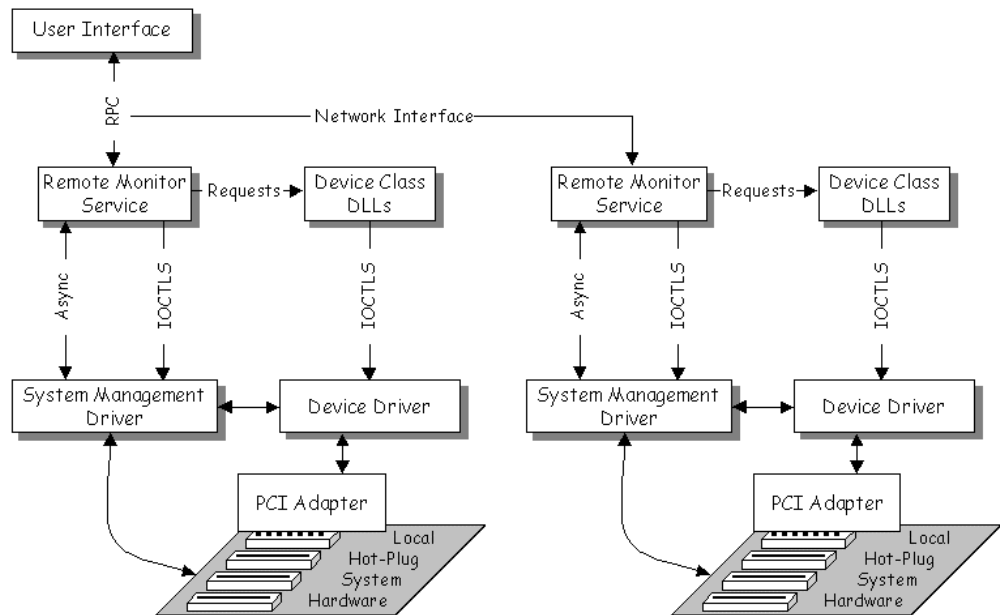 User Interface
RPC
Network Interface
Remote Monitor
Service
Requests
Device Class
DLLs
Remote Monitor
Service
Requests
Device Class
DLLs
Async
IOCTLS
IOCTLS
Async
IOCTLS
IOCTLS
System Management
Driver
Device Driver
System Management
Driver
Device Driver
PCI Adapter
PCI Adapter
Local
Hot-Plug
System
Hardware
Local
Hot-Plug
System
Hardware